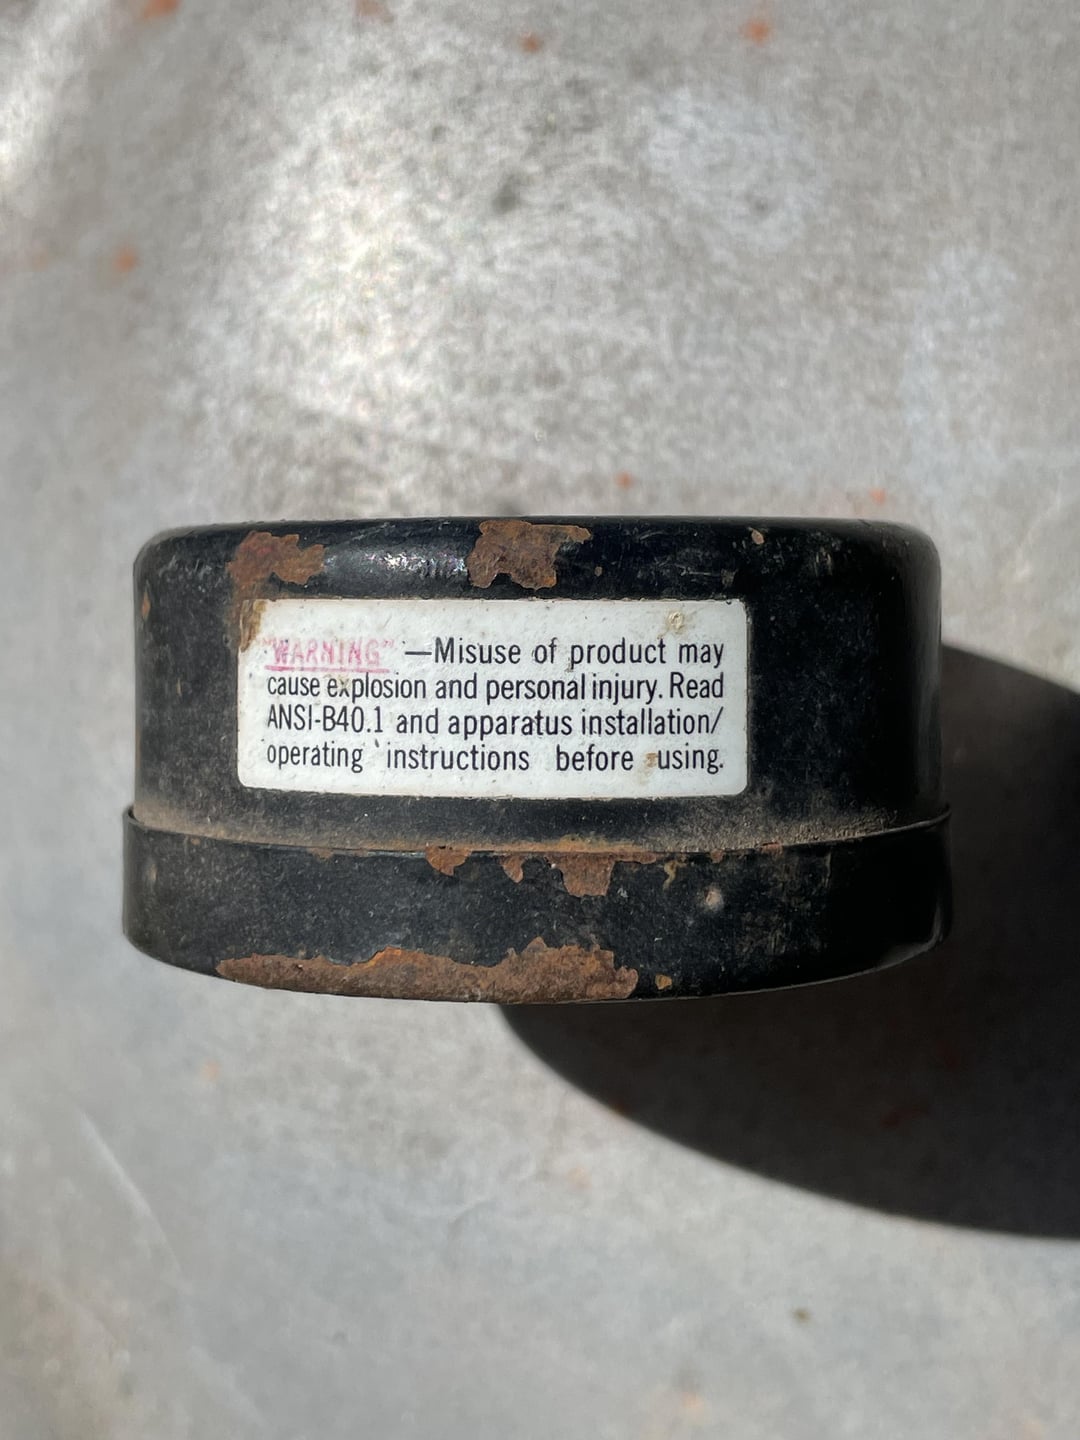 "WARNING" —Misuse of product may
cause explosion and personal injury. Read
ANSI-B40.1 and apparatus installation/
operating instructions before using.